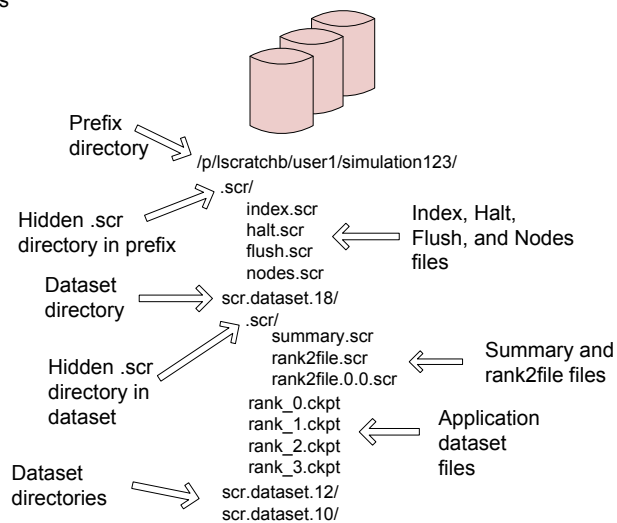 s
Prefix
directory
/p/lscratchb/user1/simulation123/
.scr/
index.scr
halt.scr
flush.scr
nodes.scr
Hidden .scr
directory in prefix
Index, Halt,
Flush, and Nodes
files
Dataset
directory
scr.dataset.18/
.scr/
summary.scr
rank2file.scr
rank2file.0.0.scr
Hidden .scr
directory in
dataset
Summary and
rank2file files
rank_0.ckpt
rank_1.ckpt
rank_2.ckpt
rank_3.ckpt
Application
dataset
files
Dataset
directories
scr.dataset.12/
scr.dataset.10/